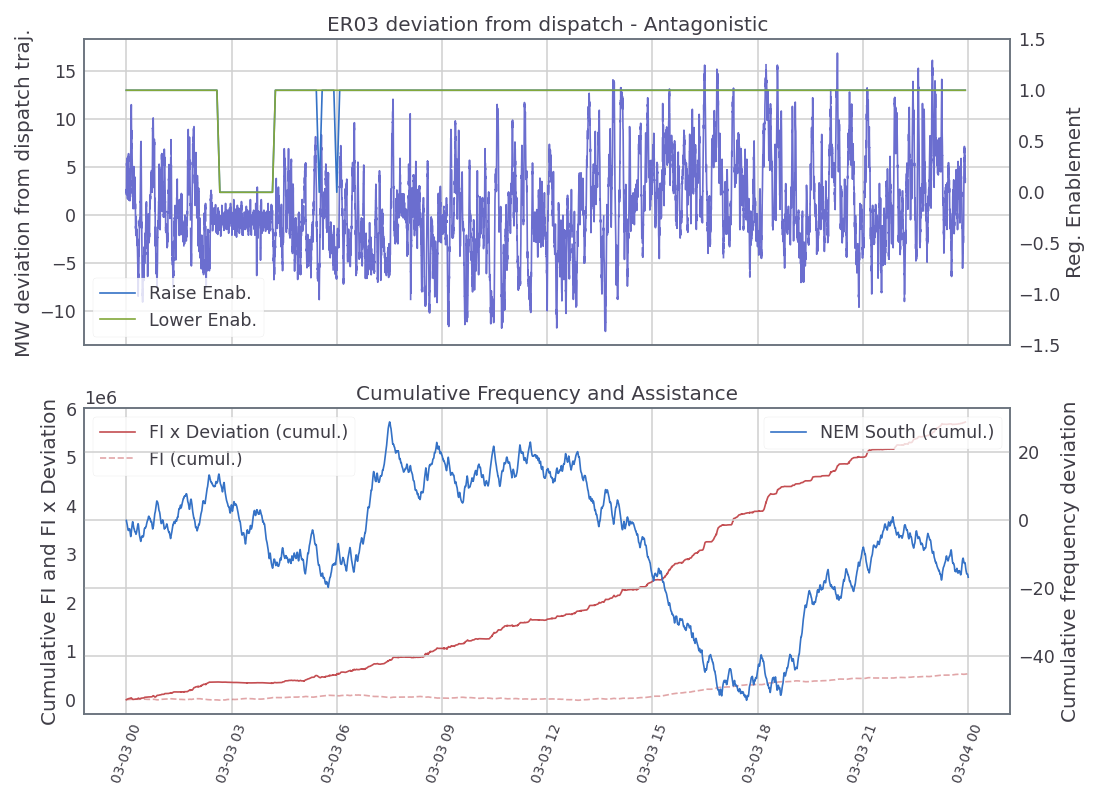 ER03 deviation from dispatch - Antagonistic
MW deviation from dispatch traj.
15
10
5
0
−5
−10
1.5
1.0
0.5
0.0
−0.5
−1.0
−1.5
Reg. Enablement
Raise Enab.
Lower Enab.
Cumulative Frequency and Assistance
1e6
Cumulative FI and FI x Deviation
6
5
4
3
2
1
0
FI x Deviation (cumul.)
FI (cumul.)
NEM South (cumul.)
20
0
−20
−40
Cumulative frequency deviation
03-03 00
03-03 03
03-03 06
03-03 09
03-03 12
03-03 15
03-03 18
03-03 21
03-04 00